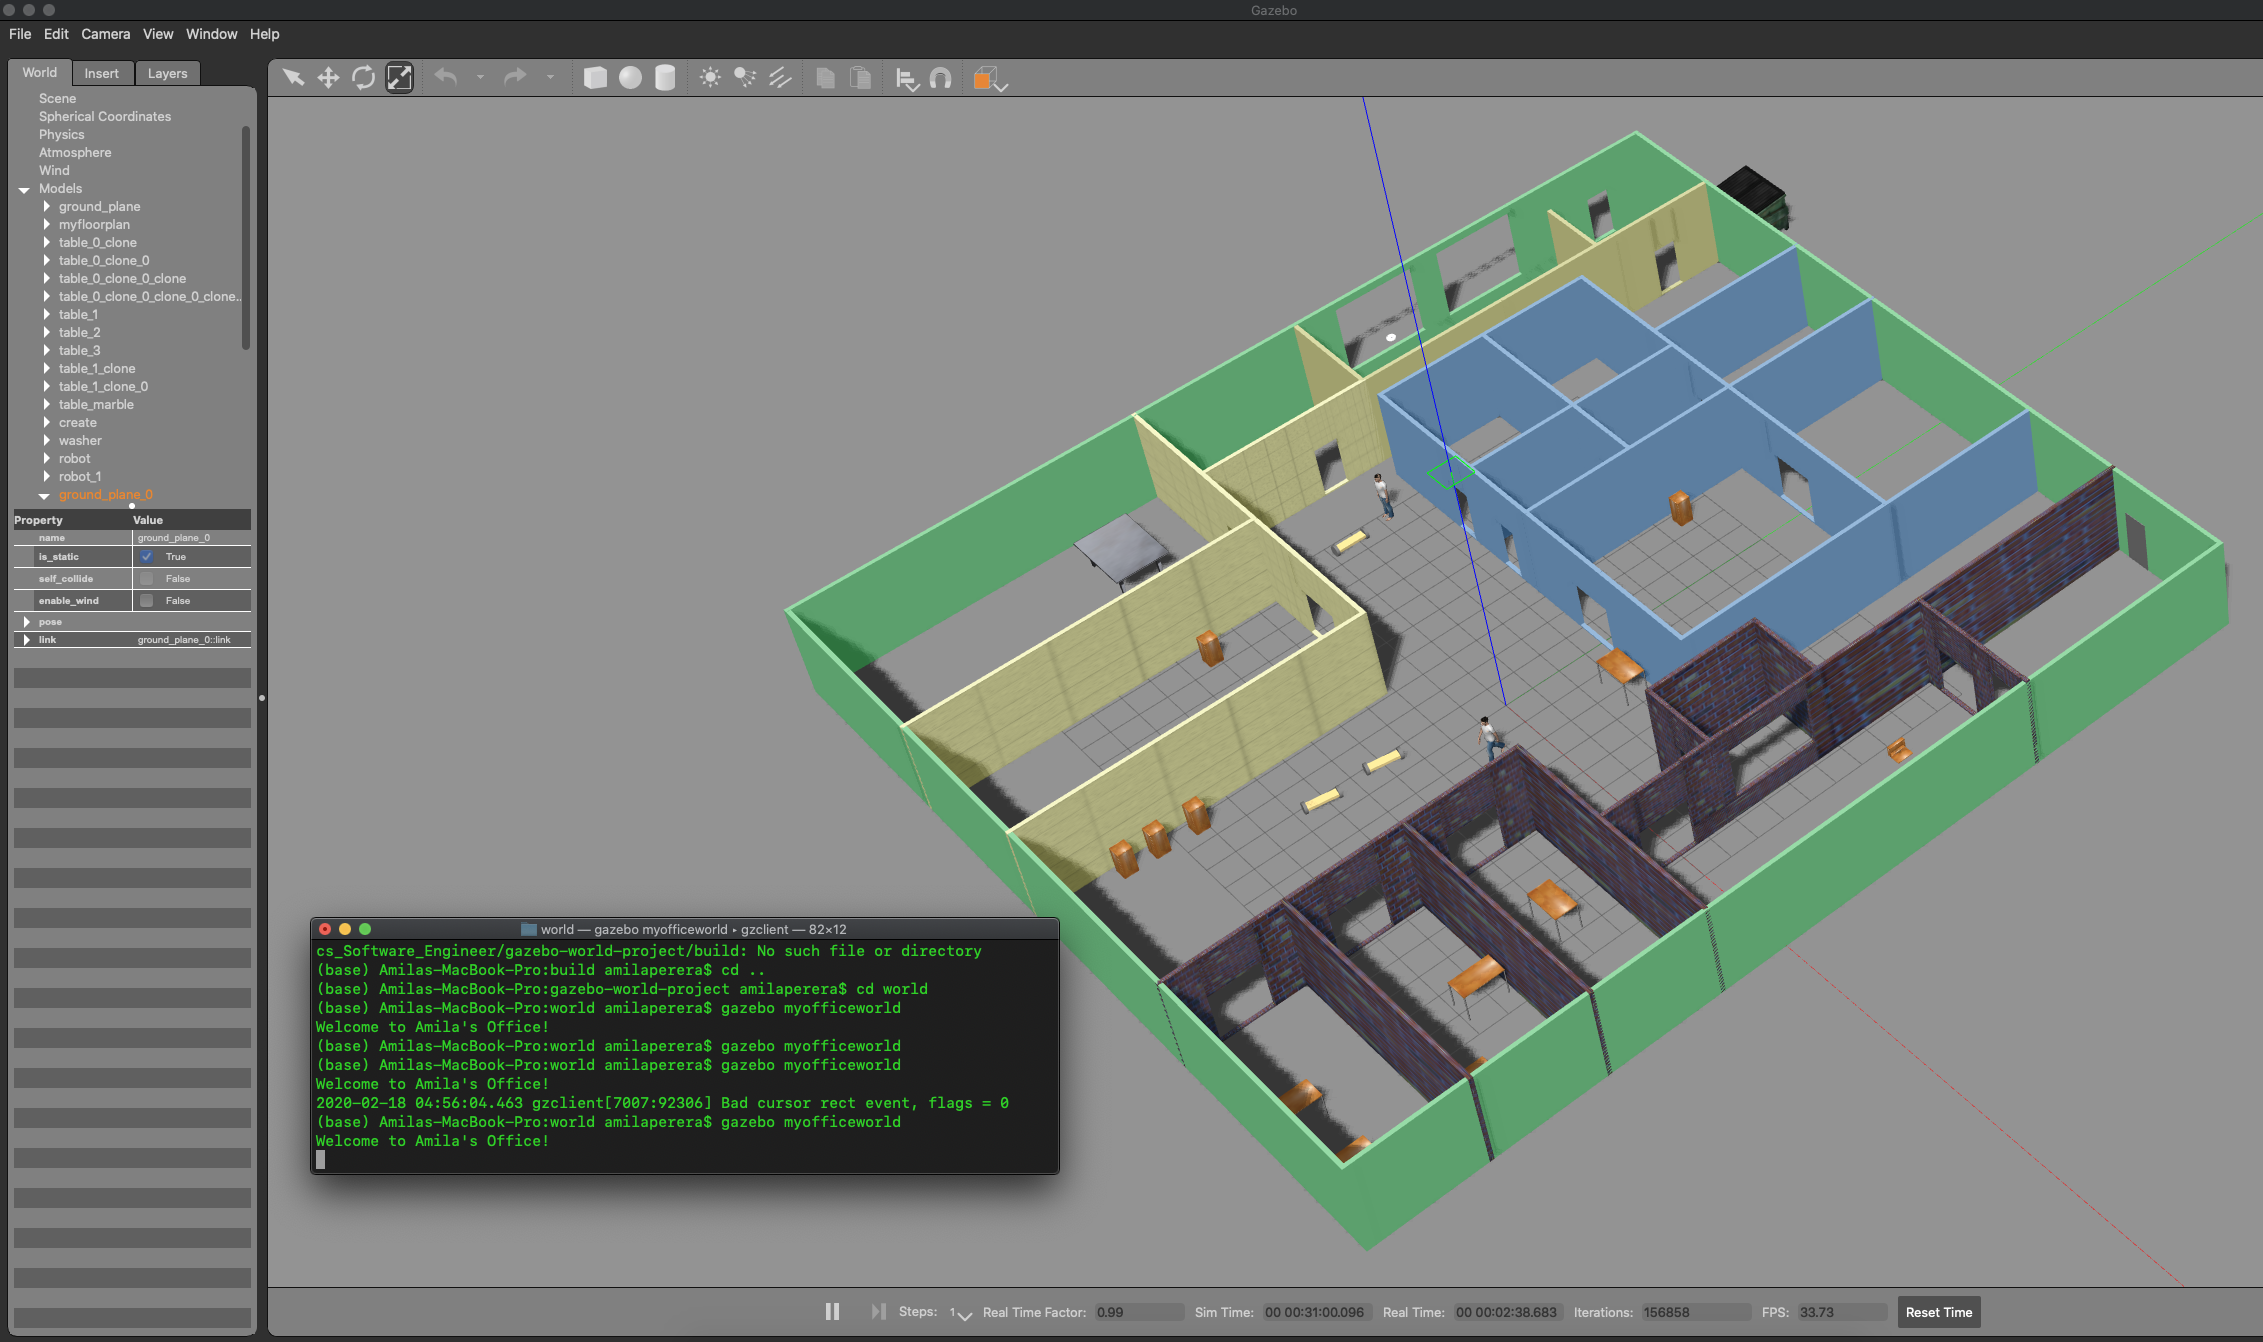 Gazebo
File Edit Camera View Window Help
World Insert Layers
Scene
Spherical Coordinates
Physics
Atmosphere
Wind
Models
ground_plane
myfloorplan
table_0_clone
table_0_clone_0
table_0_clone_0_clone
table_0_clone_0_clone_0_clone..
table_1
table_2
table_3
table_1_clone
table_1_clone_0
table_marble
create
washer
robot
robot_1
ground_plane_0
Property Value
name ground_plane_0
is_static True
self_collide False
enable_wind False
pose
link ground_plane_0::link
world — gazebo myofficeworld ▸ gzclient — 82×12
cs_Software_Engineer/gazebo-world-project/build: No such file or directory
(base) Amilas-MacBook-Pro:build amilaperera$ cd ..
(base) Amilas-MacBook-Pro:gazebo-world-project amilaperera$ cd world
(base) Amilas-MacBook-Pro:world amilaperera$ gazebo myofficeworld
Welcome to Amila's Office!
(base) Amilas-MacBook-Pro:world amilaperera$ gazebo myofficeworld
(base) Amilas-MacBook-Pro:world amilaperera$ gazebo myofficeworld
Welcome to Amila's Office!
2020-02-18 04:56:04.463 gzclient[7007:92306] Bad cursor rect event, flags = 0
(base) Amilas-MacBook-Pro:world amilaperera$ gazebo myofficeworld
Welcome to Amila's Office!
Steps: 1 Real Time Factor: 0.99 Sim Time: 00 00:31:00.096 Real Time: 00 00:02:38.683 Iterations: 156858 FPS: 33.73 Reset Time